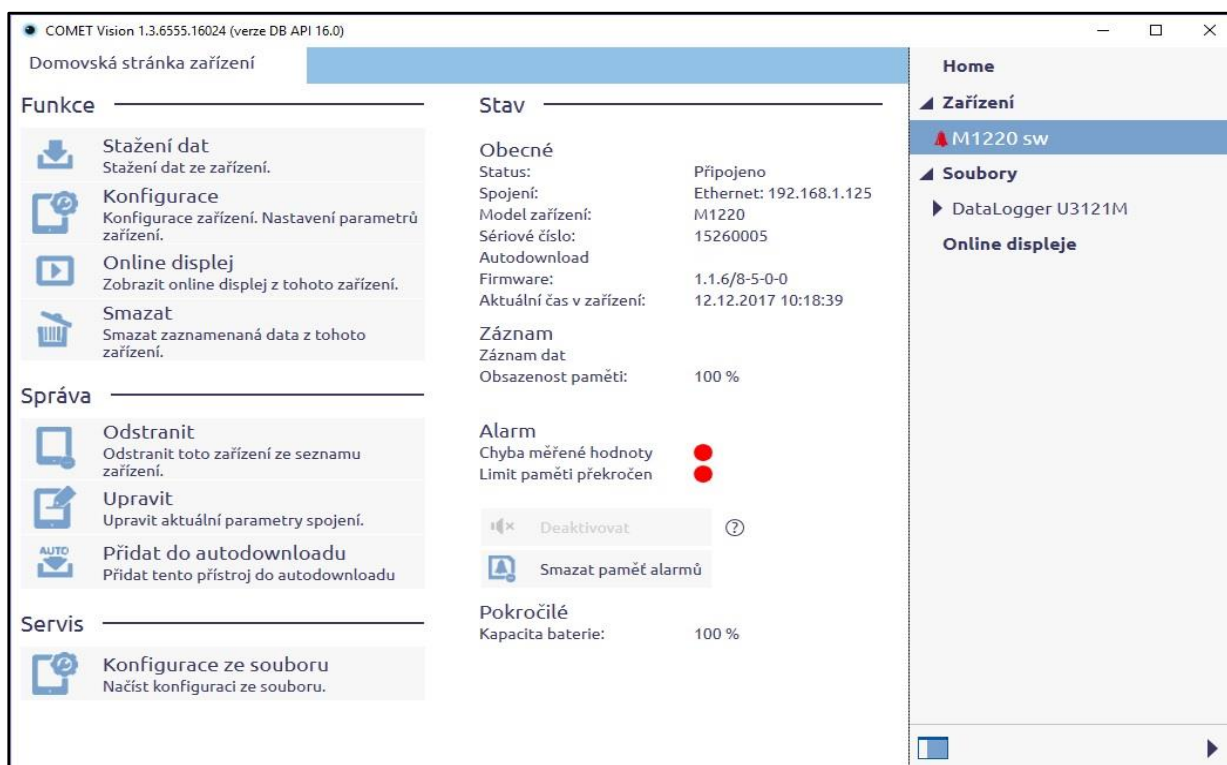 COMET Vision 1.3.6555.16024 (verze DB API 16.0)
Domovská stránka zařízení
Funkce
Stažení dat
Stažení dat ze zařízení.
Konfigurace
Konfigurace zařízení. Nastavení parametrů
zařízení.
Online displej
Zobrazit online displej z tohoto zařízení.
Smazat
Smazat zaznamenaná data z tohoto
zařízení.
Správa
Odstranit
Odstranit toto zařízení ze seznamu
zařízení.
Upravit
Upravit aktuální parametry spojení.
AUTO
Přidat do autodownloadu
Přidat tento přístroj do autodownloadu
Servis
Konfigurace ze souboru
Načíst konfiguraci ze souboru.
Stav
Obecné
Status: Připojeno
Spojení: Ethernet: 192.168.1.125
Model zařízení: M1220
Sériové číslo: 15260005
Autodownload
Firmware: 1.1.6/8-5-0-0
Aktuální čas v zařízení: 12.12.2017 10:18:39
Záznam
Záznam dat
Obsazenost paměti: 100 %
Alarm
Chyba měřené hodnoty
Limit paměti překročen
Deaktivovat ?
Smazat paměť alarmů
Pokročilé
Kapacita baterie: 100 %
Home
Zařízení
M1220 sw
Soubory
DataLogger U3121M
Online displeje